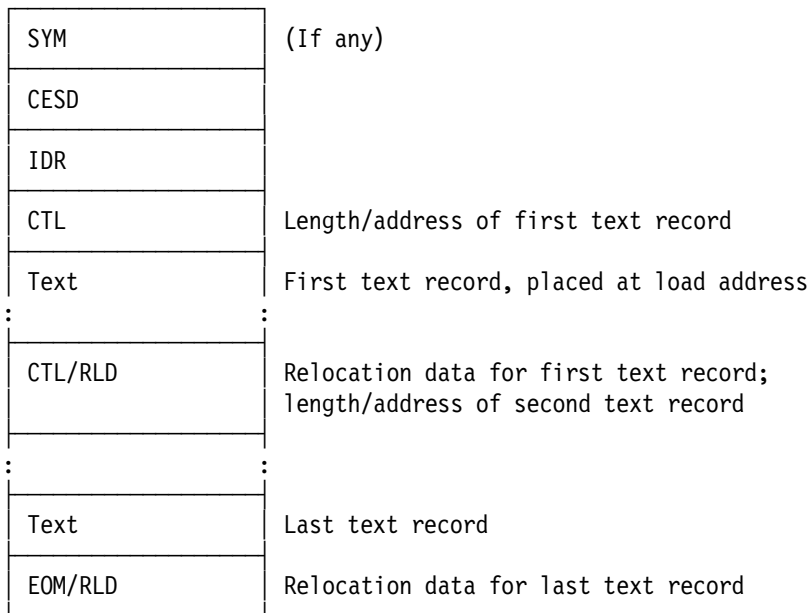 SYM (If any)
CESD
IDR
CTL Length/address of first text record
Text First text record, placed at load address
: :
CTL/RLD Relocation data for first text record;
length/address of second text record
: :
Text Last text record
EOM/RLD Relocation data for last text record